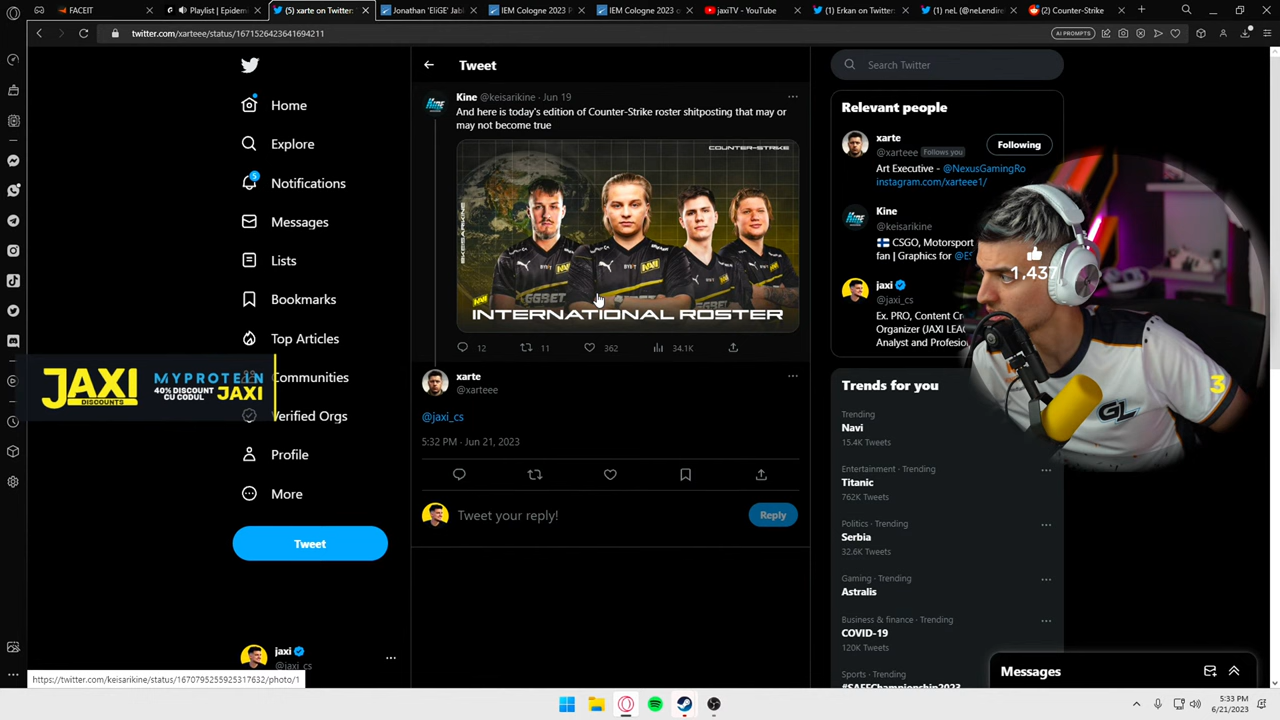 FACEIT
Playlist | Epidem
(5) xarte on Twitter:
Jonathan 'EliGE' Jabl
IEM Cologne 2023 P
IEM Cologne 2023 o
jaxiTV - YouTube
(1) Erkan on Twitter:
(1) neL (@neLendire
(2) Counter-Strike
twitter.com/xarteee/status/1671526423641694211
AI PROMPTS
Home
Explore
5
Notifications
Messages
Lists
Bookmarks
Top Articles
Communities
Verified Orgs
Profile
More
Tweet
jaxi
@jaxi_cs
JAXI
DISCOUNTS
MYPROTEIN
40% DISCOUNT
CU CODUL
JAXI
Tweet
Kine @keisarikine · Jun 19
And here is today's edition of Counter-Strike roster shitposting that may or
may not become true
COUNTER-STRIKE
KEISARIKINE
INTERNATIONAL ROSTER
12
11
362
34.1K
xarte
@xarteee
@jaxi_cs
5:32 PM · Jun 21, 2023
Tweet your reply!
Reply
Search Twitter
Relevant people
xarte
@xarteee Follows you
Following
Art Executive - @NexusGamingRo
instagram.com/xarteee1/
Kine
@keisarikine
CSGO, Motorsport
fan | Graphics for
jaxi
@jaxi_cs
Ex. PRO, Content
Organizer (JAXI
Analyst and
1,437
GL
3
Trends for you
Trending
Navi
15.4K Tweets
Entertainment · Trending
Titanic
762K Tweets
Politics · Trending
Serbia
32.6K Tweets
Gaming · Trending
Astralis
Business & finance · Trending
COVID-19
120K Tweets
Sports · Trending
#SAFFChampionship2023
Messages
https://twitter.com/keisarikine/status/1670795255925317632/photo/1
5:33 PM
6/21/2023